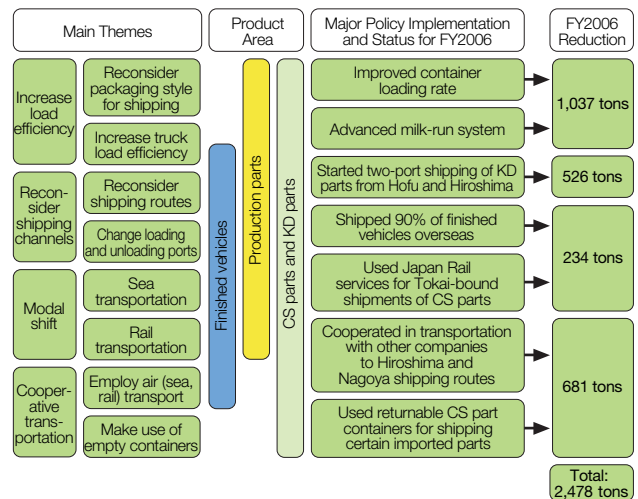 Main Themes
Product
Area
Major Policy Implementation
and Status for FY2006
FY2006
Reduction
Increase
load
efficiency
Reconsider
packaging style
for shipping
Increase truck
load efficiency
Recon-
sider
shipping
channels
Reconsider
shipping routes
Change loading
and unloading ports
Modal
shift
Sea
transportation
Rail
transportation
Cooper-
ative
trans-
portation
Employ air (sea,
rail) transport
Make use of
empty containers
Finished vehicles
Production parts
CS parts and KD parts
Improved container
loading rate
Advanced milk-run system
1,037 tons
Started two-port shipping of KD
parts from Hofu and Hiroshima
526 tons
Shipped 90% of finished
vehicles overseas
Used Japan Rail
services for Tokai-bound
shipments of CS parts
234 tons
Cooperated in transportation
with other companies
to Hiroshima and
Nagoya shipping routes
Used returnable CS part
containers for shipping
certain imported parts
681 tons
Total:
2,478 tons